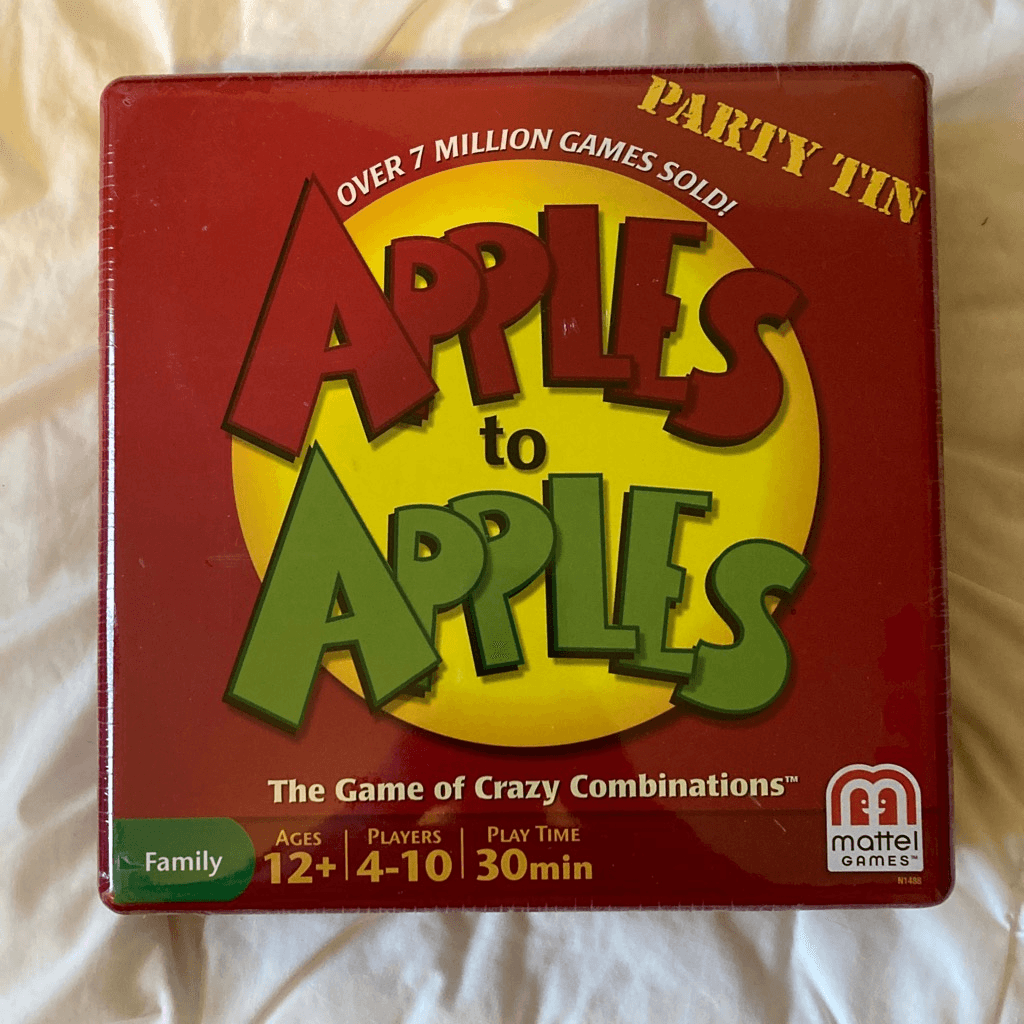 PARTY TIN
OVER 7 MILLION GAMES SOLD!
APPLES
to
APPLES
The Game of Crazy Combinations™
Family
AGES
12+
PLAYERS
4-10
PLAY TIME
30min
mattel
GAMES™
N1488